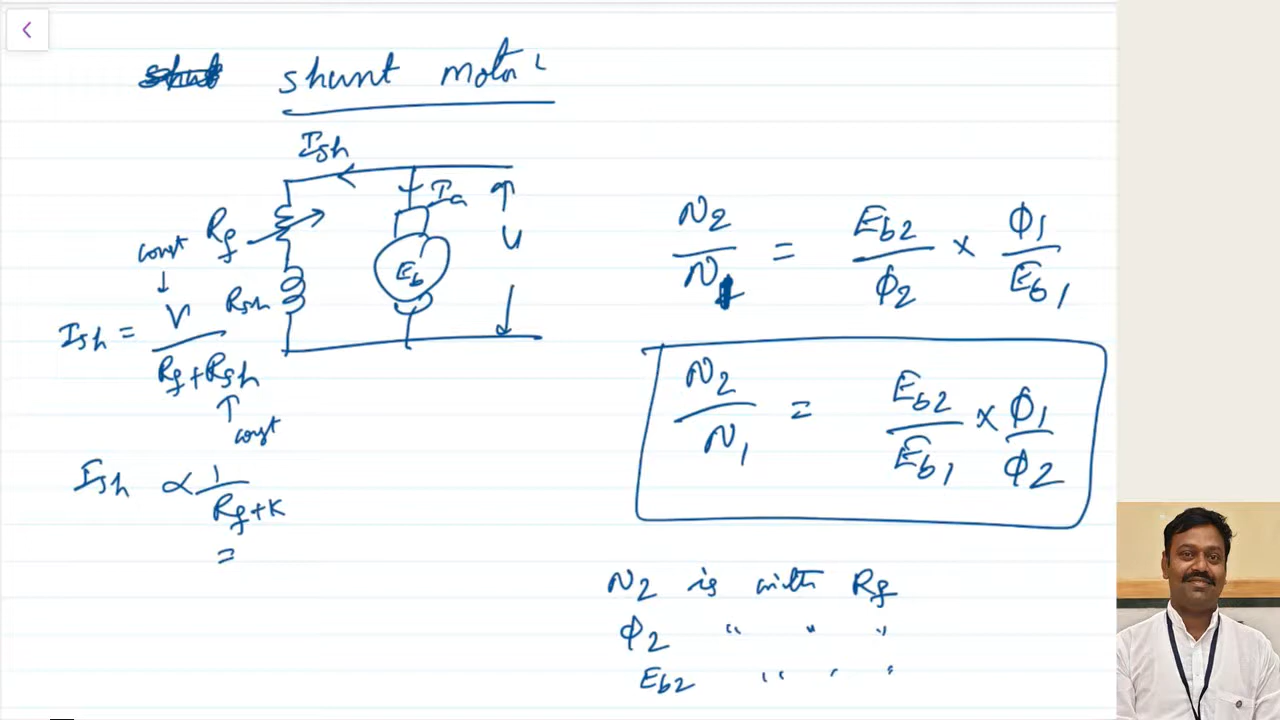 shunt motor
Ish
Ia
Rf
V
const
↓
Eb
Rsh
Ish = V / Rf + Rsh
↑
const
Ish ∝ 1 / Rf + K
=
N2 / N1 = Eb2 / ϕ2 × ϕ1 / Eb1
N2 / N1 = Eb2 / Eb1 × ϕ1 / ϕ2
N2 is with Rf
ϕ2 " " "
Eb2 " " "